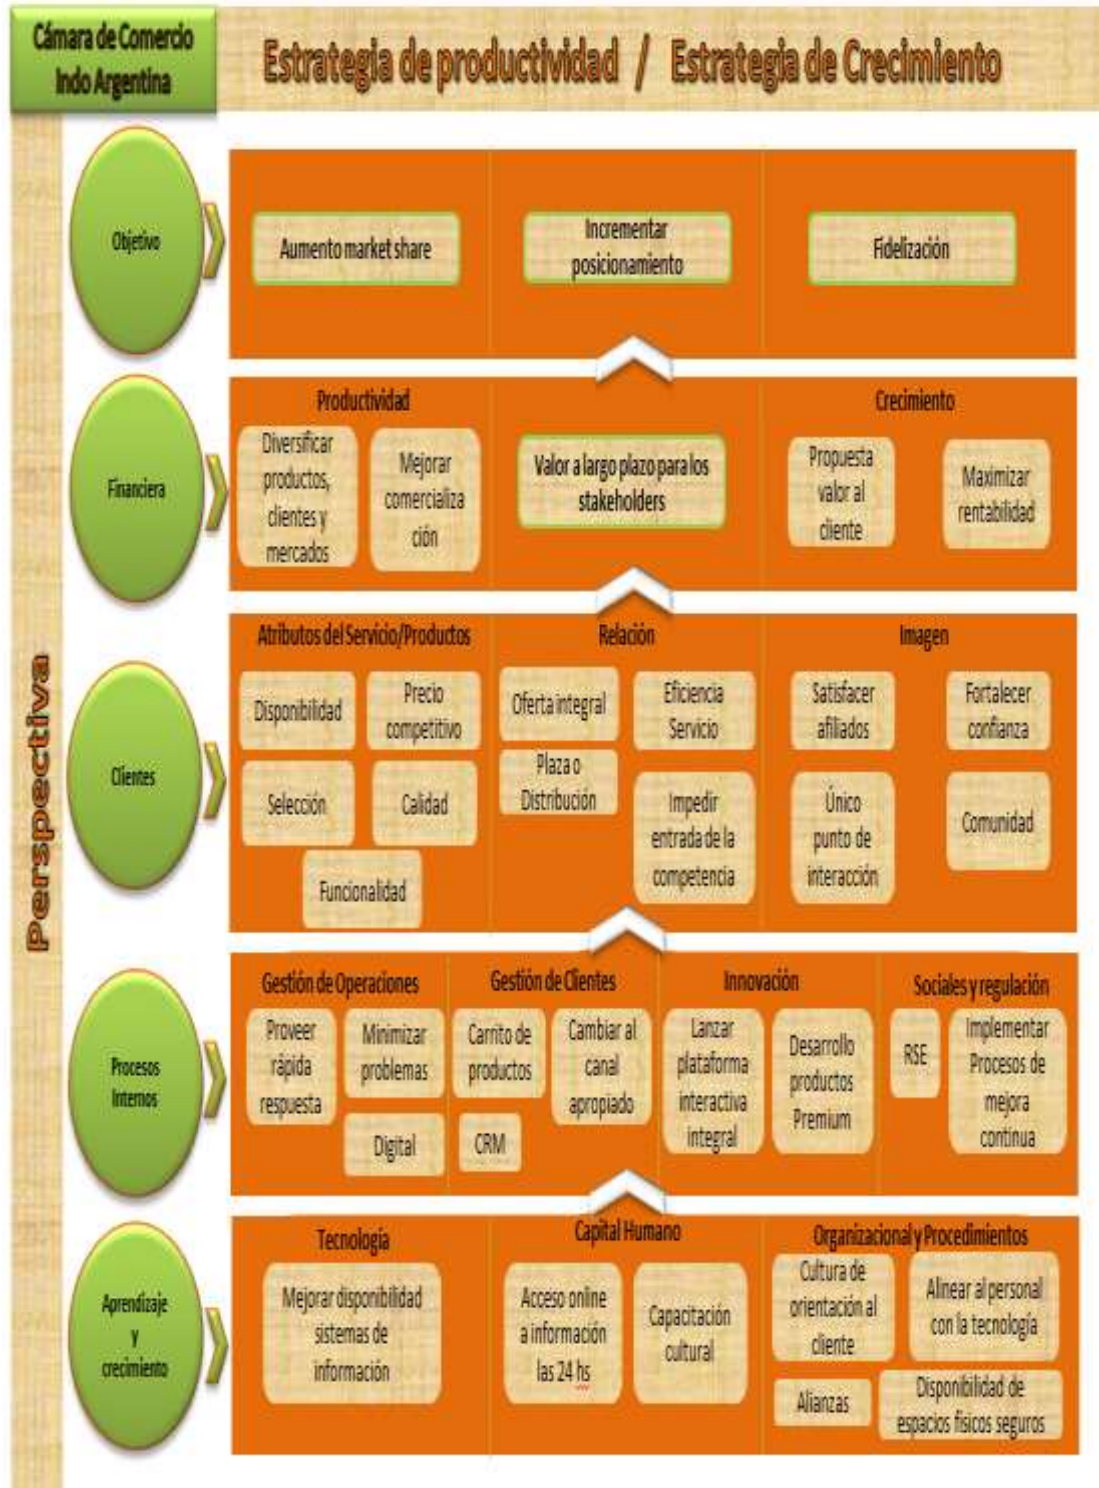 Cámara de Comercio
Indo Argentina
Estrategia de productividad / Estrategia de Crecimiento
Perspectiva
Objetivo
Aumento market share
Incrementar
posicionamiento
Fidelización
Financiera
Productividad
Diversificar
productos,
clientes y
mercados
Mejorar
comercializa
ción
Valor a largo plazo para los
stakeholders
Crecimiento
Propuesta
valor al
cliente
Maximizar
rentabilidad
Clientes
Atributos del Servicio/Productos
Disponibilidad
Precio
competitivo
Selección
Calidad
Funcionalidad
Relación
Oferta integral
Eficiencia
Servicio
Plaza o
Distribución
Impedir
entrada de la
competencia
Imagen
Satisfacer
afiliados
Fortalecer
confianza
Único
punto de
interacción
Comunidad
Procesos
Internos
Gestión de Operaciones
Proveer
rápida
respuesta
Minimizar
problemas
Digital
Gestión de Clientes
Carrito de
productos
Cambiar al
canal
apropiado
CRM
Innovación
Lanzar
plataforma
interactiva
integral
Desarrollo
productos
Premium
Sociales y regulación
RSE
Implementar
Procesos de
mejora
continua
Aprendizaje
y
crecimiento
Tecnología
Mejorar disponibilidad
sistemas de
información
Capital Humano
Acceso online
a información
las 24 hs
Capacitación
cultural
Organizacional y Procedimientos
Cultura de
orientación al
cliente
Alinear al personal
con la tecnología
Alianzas
Disponibilidad de
espacios físicos seguros